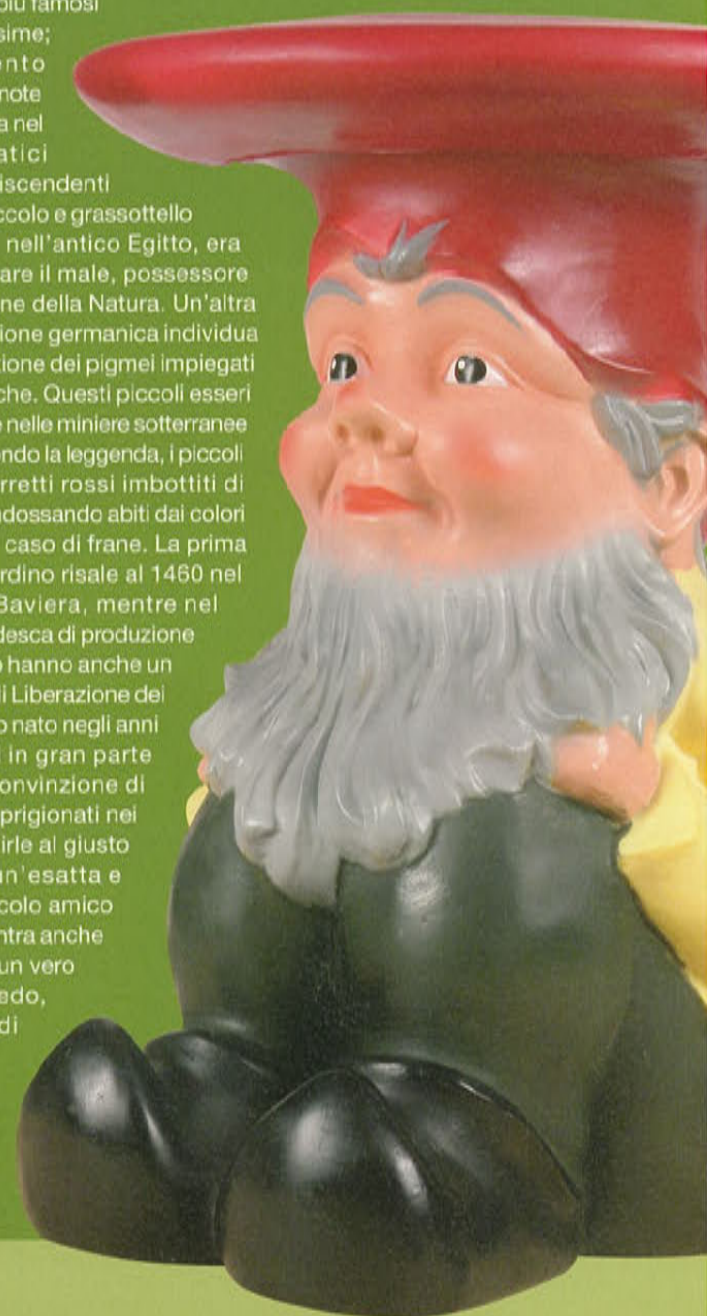 più famosi
sime;
ento
note
a nel
atici
iscendenti
ccolo e grassottello
nell'antico Egitto, era
are il male, possessore
ne della Natura. Un'altra
ione germanica individua
zione dei pigmei impiegati
che. Questi piccoli esseri
e nelle miniere sotterranee
ndo la leggenda, i piccoli
rretti rossi imbottiti di
ndossando abiti dai colori
caso di frane. La prima
rdino risale al 1460 nel
Baviera, mentre nel
desca di produzione
o hanno anche un
di Liberazione dei
o nato negli anni
in gran parte
onvinzione di
prigionati nei
irle al giusto
un'esatta e
colo amico
ntra anche
un vero
edo,
di